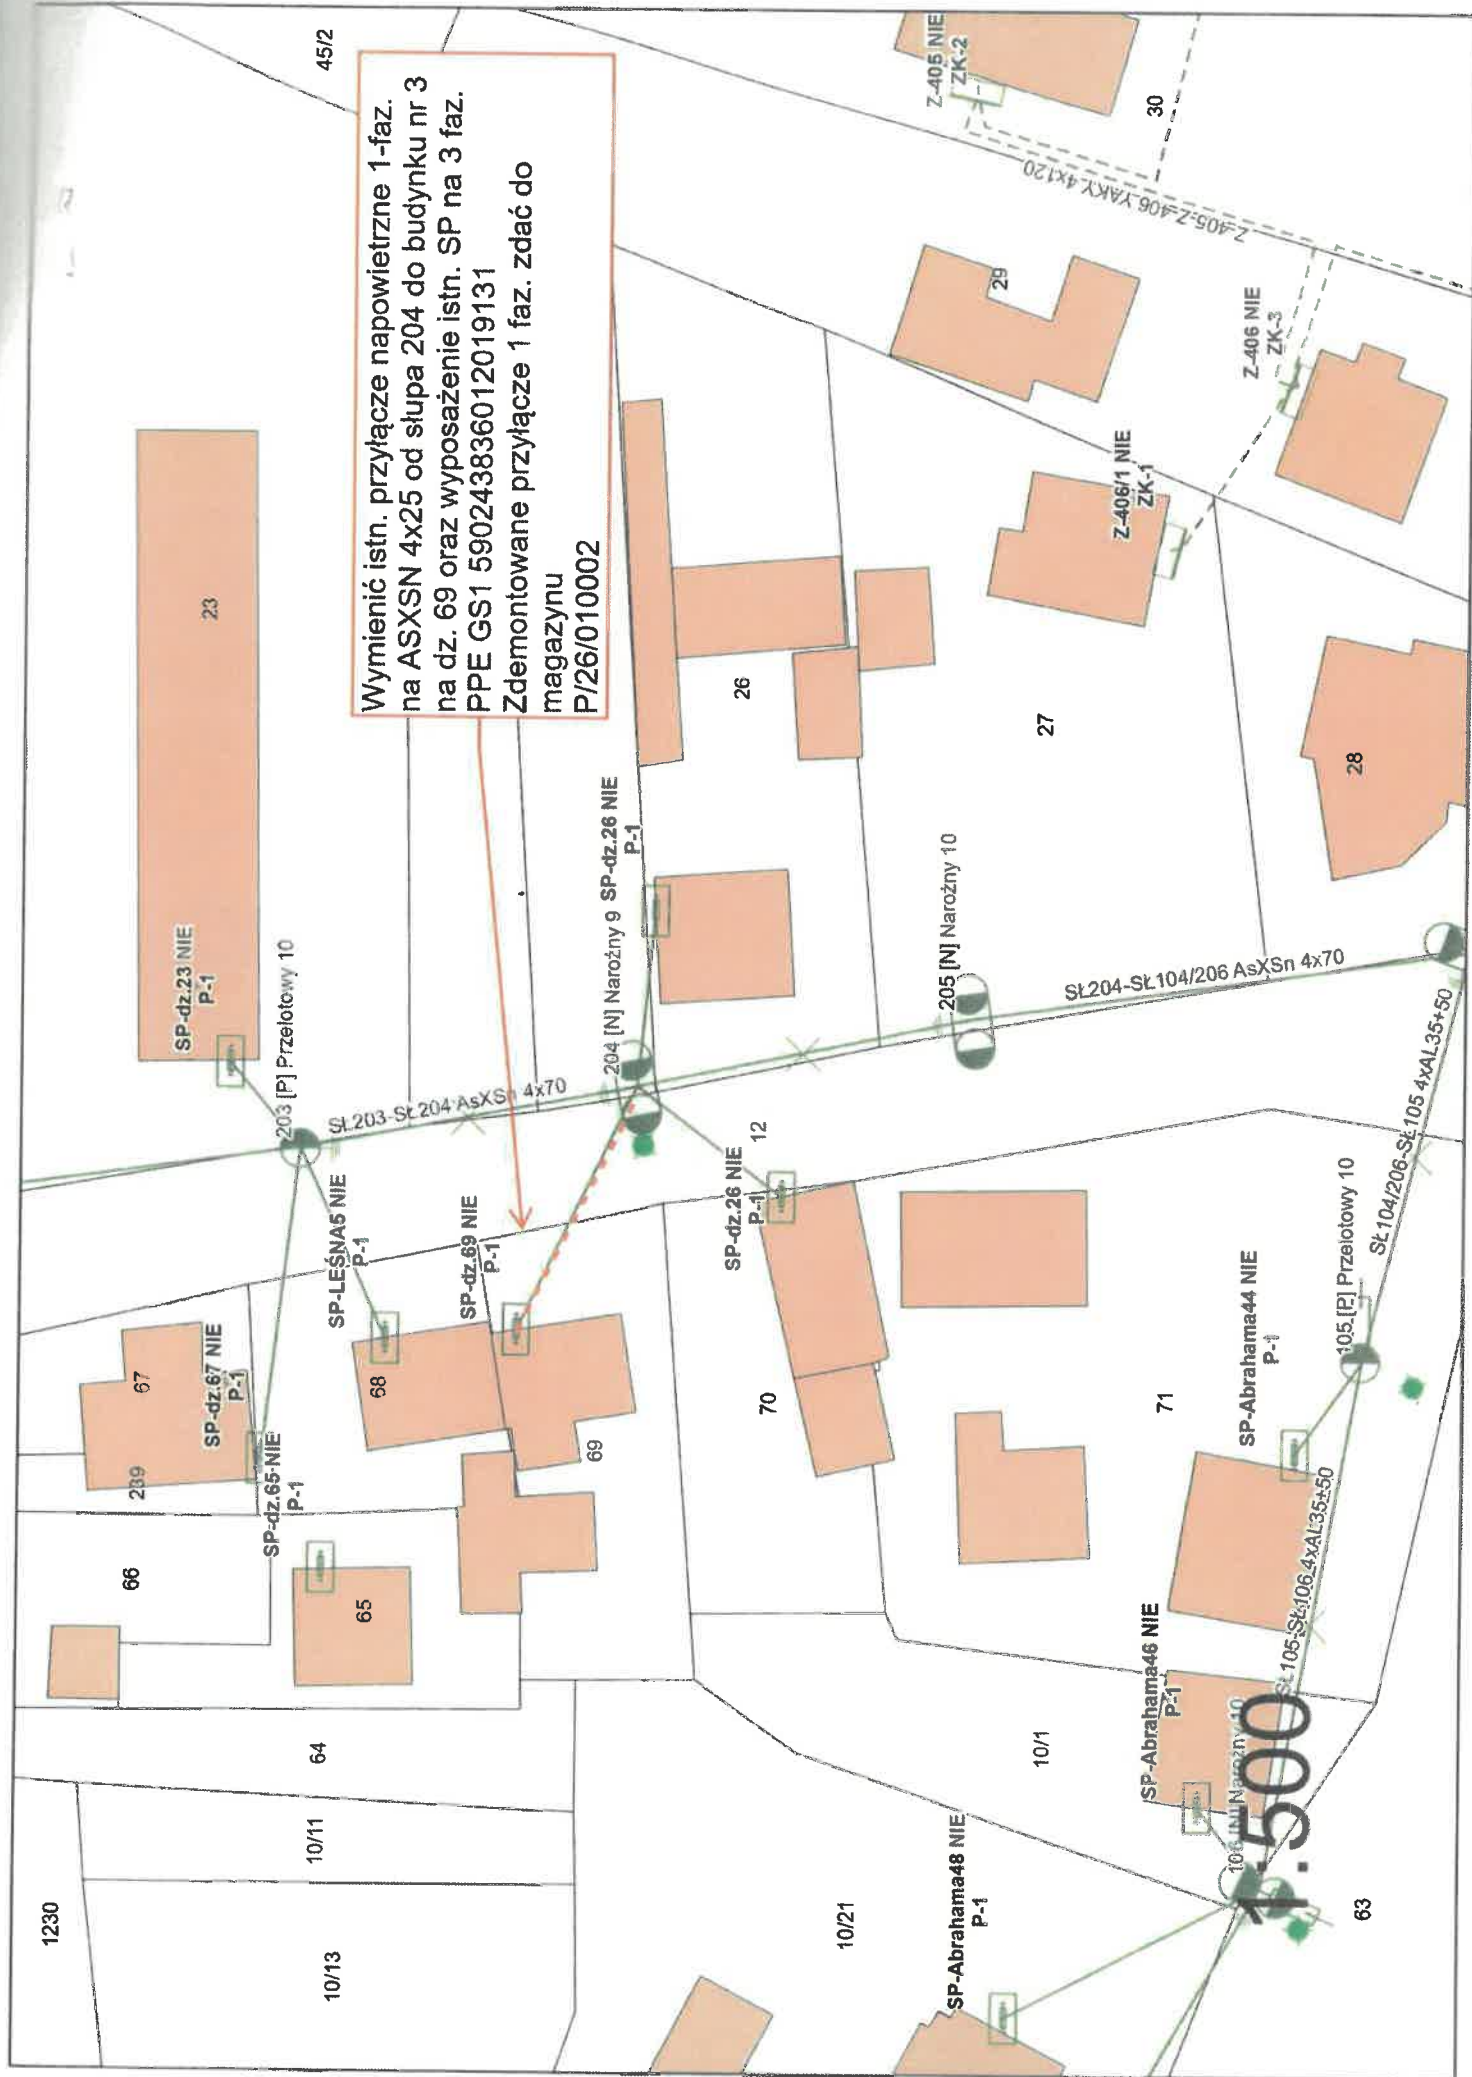 Wymienić istn. przyłącze napowietrzne 1-faz.
na ASXSN 4x25 od słupa 204 do budynku nr 3
na dz. 69 oraz wyposażenie istn. SP na 3 faz.
PPE GS1 590243836012019131
Zdemontowane przyłącze 1 faz. zdać do
magazynu
P/26/010002
45/2
23
SP-dz.23 NIE
P-1
203 [P] Przelotowy 10
SŁ203-SŁ204 AsXSn 4x70
SP-LEŚNA5 NIE
P-1
SP-dz.69 NIE
P-1
SP-dz.67 NIE
P-1
SP-dz.65 NIE
P-1
67
239
66
65
68
69
64
10/11
10/13
1230
204 [N] Narożny 9
SP-dz.26 NIE
P-1
26
12
SP-dz.26 NIE
P-1
70
205 [N] Narożny 10
SŁ204-SŁ104/206 AsXSn 4x70
27
28
29
30
Z-405 NIE
ZK-2
Z-405-Z-406 YAKY 4x120
Z-406 NIE
ZK-3
Z-406/1 NIE
ZK-1
71
SP-Abrahama44 NIE
P-1
105 [P] Przelotowy 10
SŁ104/206-SŁ105 4xAL35+50
SŁ105-SŁ106 4xAL35+50
SP-Abrahama46 NIE
P-1
106 [N] Narożny 10
10/1
10/21
SP-Abrahama48 NIE
P-1
63
1:500